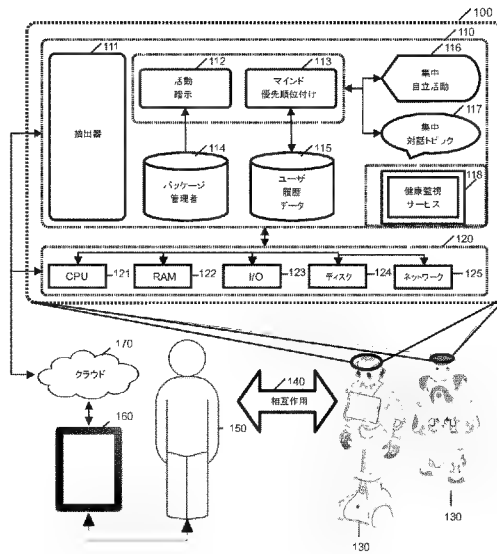 100
110
111
抽出器
112
活動
暗示
113
マインド
優先順位付け
116
集中
自立活動
117
集中
対話トピック
114
パッケージ
管理者
115
ユーザ
履歴
データ
118
健康監視
サービス
120
CPU
121
RAM
122
I/O
123
ディスク
124
ネットワーク
125
170
クラウド
160
150
140
相互作用
130
130